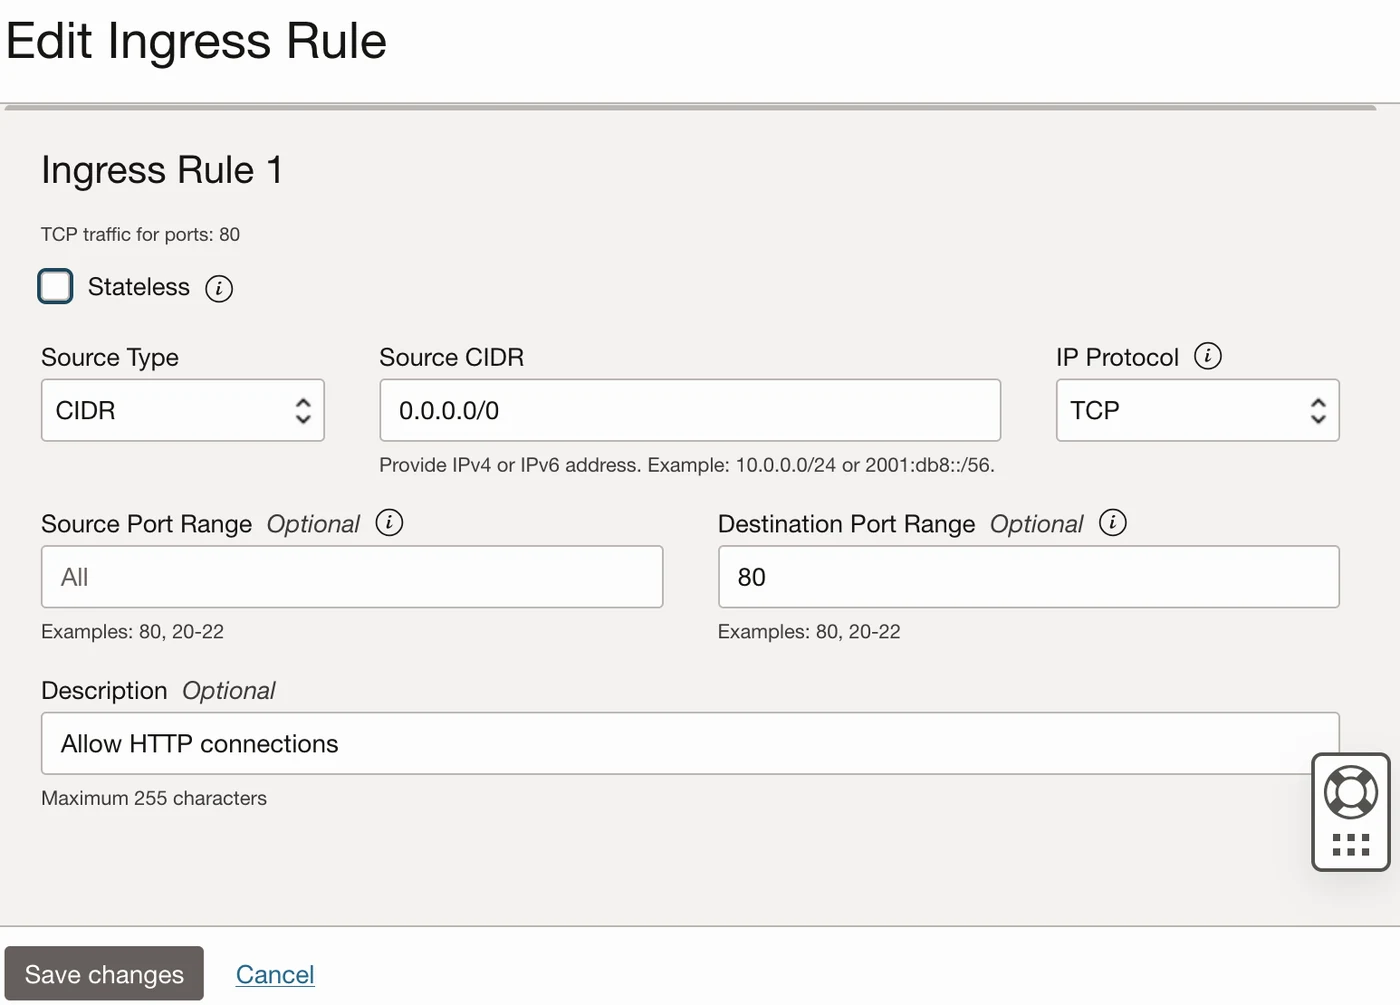 Edit Ingress Rule
Ingress Rule 1
TCP traffic for ports: 80
Stateless
Source Type
Source CIDR
IP Protocol
CIDR
0.0.0.0/0
TCP
Provide IPv4 or IPv6 address. Example: 10.0.0.0/24 or 2001:db8::/56.
Source Port Range Optional
Destination Port Range Optional
All
80
Examples: 80, 20-22
Examples: 80, 20-22
Description Optional
Allow HTTP connections
Maximum 255 characters
Save changes
Cancel